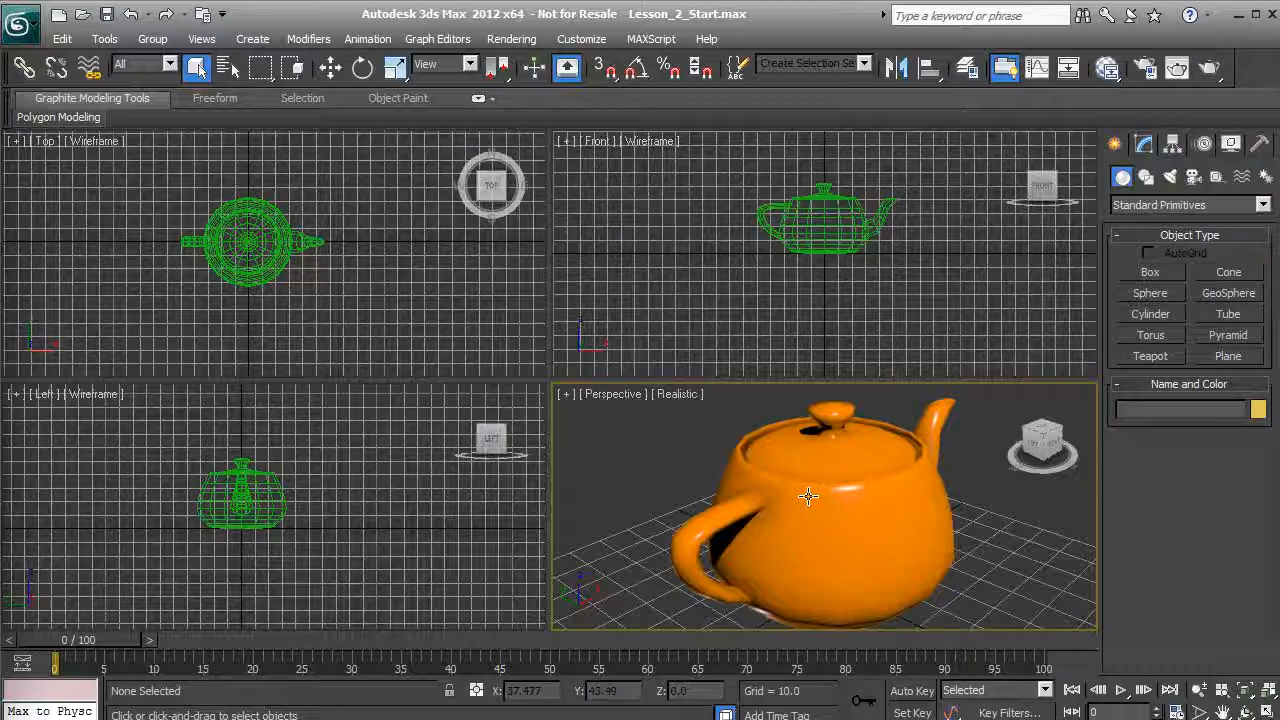 Autodesk 3ds Max 2012 x64 - Not for Resale Lesson_2_Start.max
Type a keyword or phrase
Edit Tools Group Views Create Modifiers Animation Graph Editors Rendering Customize MAXScript Help
All View Create Selection Se
Graphite Modeling Tools Freeform Selection Object Paint
Polygon Modeling
[ + ] [ Top ] [ Wireframe ]
TOP
[ + ] [ Front ] [ Wireframe ]
FRONT
Standard Primitives
- Object Type
AutoGrid
Box Cone
Sphere GeoSphere
Cylinder Tube
Torus Pyramid
Teapot Plane
- Name and Color
[ + ] [ Left ] [ Wireframe ]
LEFT
[ + ] [ Perspective ] [ Realistic ]
< 0 / 100 >
0 5 10 15 20 25 30 35 40 45 50 55 60 65 70 75 80 85 90 95 100
None Selected X: 37.477 Y: 43.49 Z: 0.0 Grid = 10.0 Auto Key Selected
Max to Physc Click or click-and-drag to select objects Add Time Tag Set Key Key Filters... 0